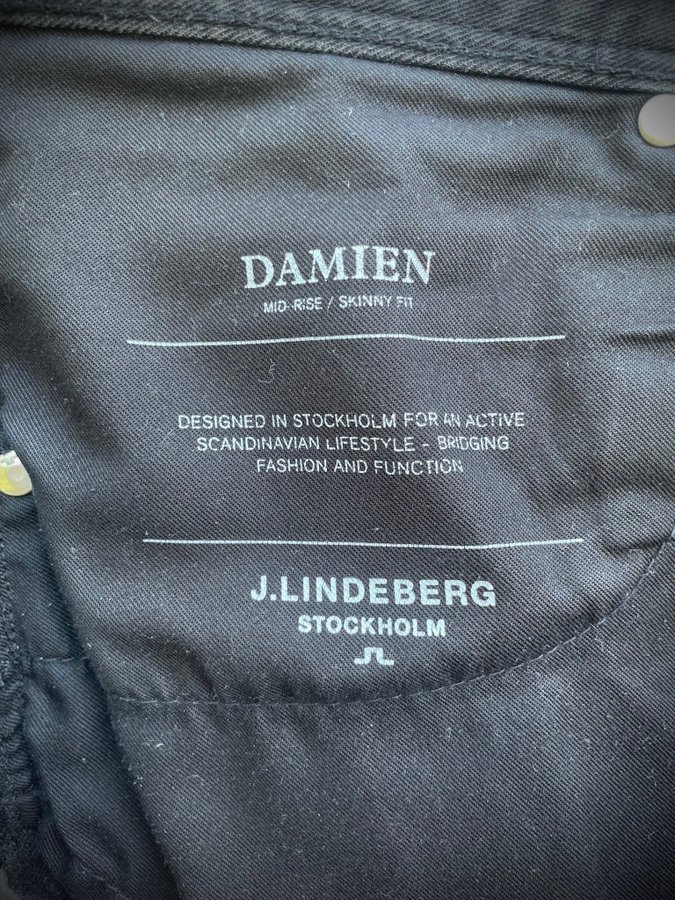 DAMIEN
MID-RISE / SKINNY FIT
DESIGNED IN STOCKHOLM FOR AN ACTIVE
SCANDINAVIAN LIFESTYLE - BRIDGING
FASHION AND FUNCTION
J.LINDEBERG
STOCKHOLM